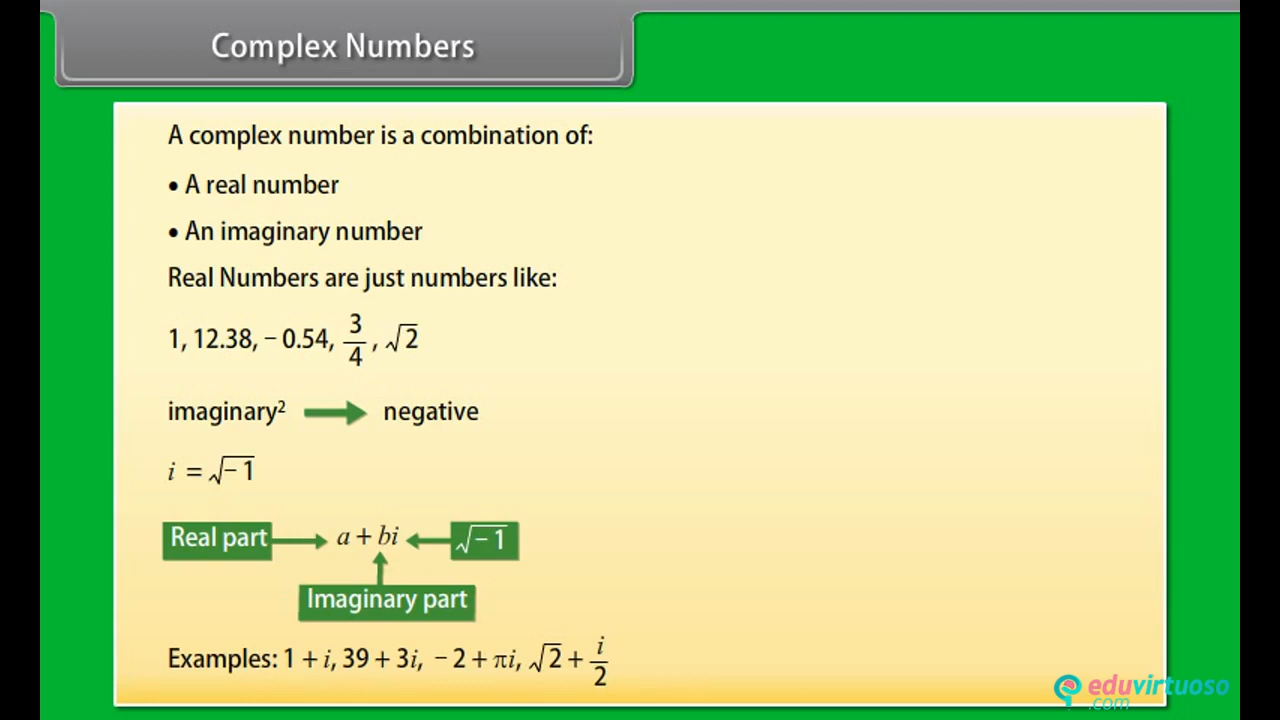 Complex Numbers
A complex number is a combination of:
• A real number
• An imaginary number
Real Numbers are just numbers like:
1, 12.38, – 0.54, 3/4, √2
imaginary² → negative
i = √–1
Real part → a + bi ← √–1
Imaginary part
Examples: 1 + i, 39 + 3i, – 2 + πi, √2 + i/2
eduvirtuoso
.com